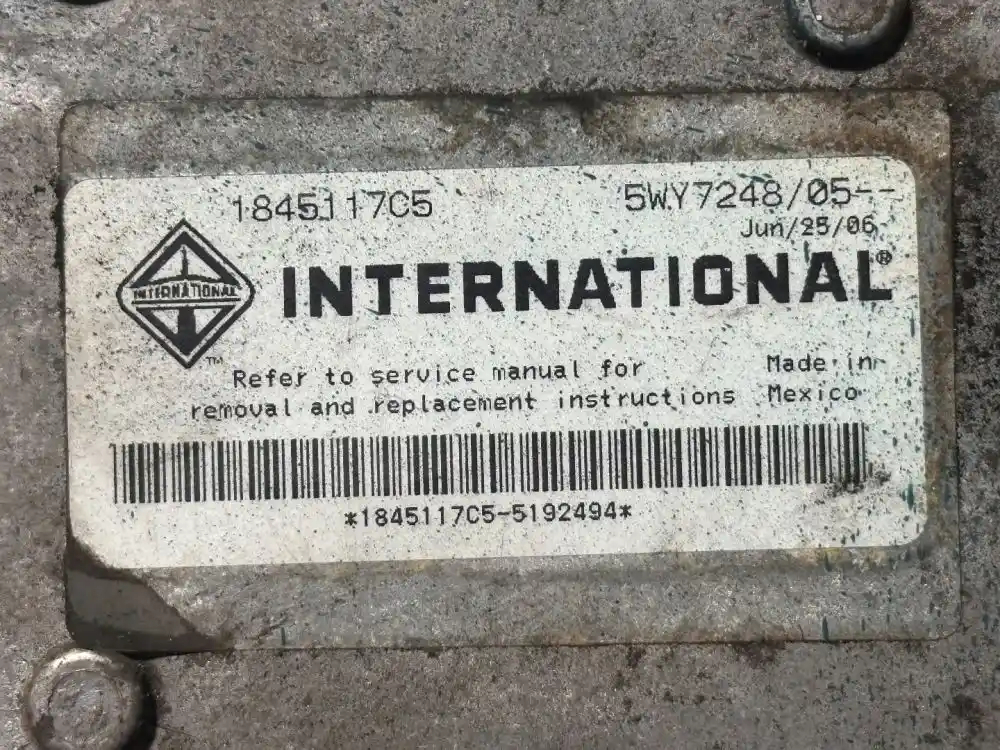 1845117C5 5WY7248/05--
Jun/25/06
INTERNATIONAL
INTERNATIONAL®
TM
Refer to service manual for Made in
removal and replacement instructions Mexico
*1845117C5-5192494*